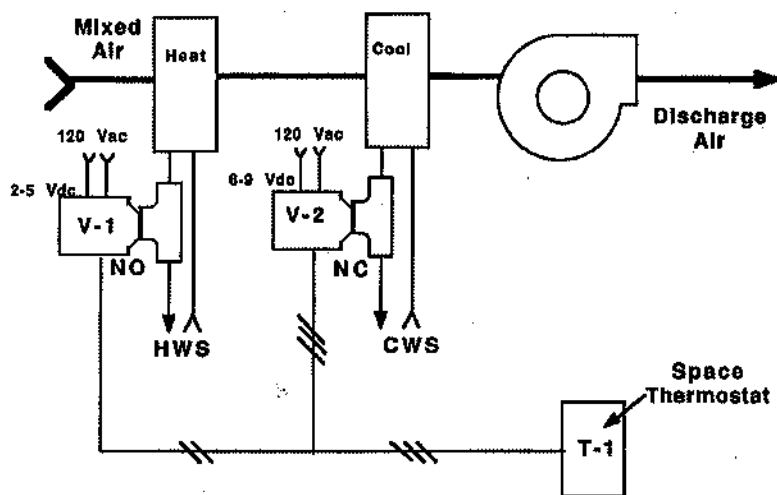 Mixed
Air
Heat
Cool
120 Vac
120 Vac
2-5 Vdc
6-9 Vdc
V-1
V-2
NO
NC
Discharge
Air
HWS
CWS
Space
Thermostat
T-1